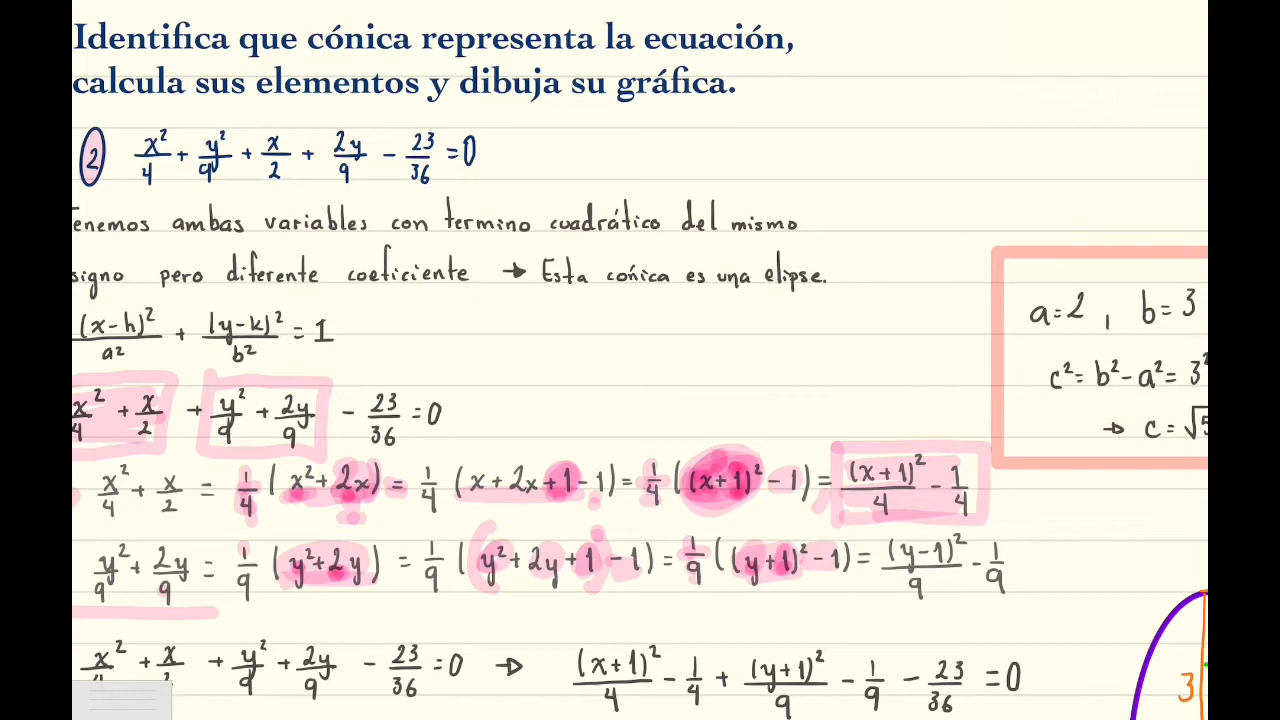 Identifica que cónica representa la ecuación,
calcula sus elementos y dibuja su gráfica.
2 x²/4 + y²/9 + x/2 + 2y/9 - 23/36 = 0
Tenemos ambas variables con termino cuadrático del mismo
signo pero diferente coeficiente → Esta cónica es una elipse.
(x-h)²/a² + (y-k)²/b² = 1
a=2, b=3
c²= b²-a²= 3²
→ c = √5
x²/4 + x/2 + y²/9 + 2y/9 - 23/36 = 0
x²/4 + x/2 = 1/4 (x²+2x) = 1/4 (x+2x+1-1) = 1/4 ((x+1)²-1) = (x+1)²/4 - 1/4
y²/9 + 2y/9 = 1/9 (y²+2y) = 1/9 (y²+2y+1-1) = 1/9 ((y+1)²-1) = (y-1)²/9 - 1/9
x²/4 + x/2 + y²/9 + 2y/9 - 23/36 = 0 → (x+1)²/4 - 1/4 + (y+1)²/9 - 1/9 - 23/36 = 0
3